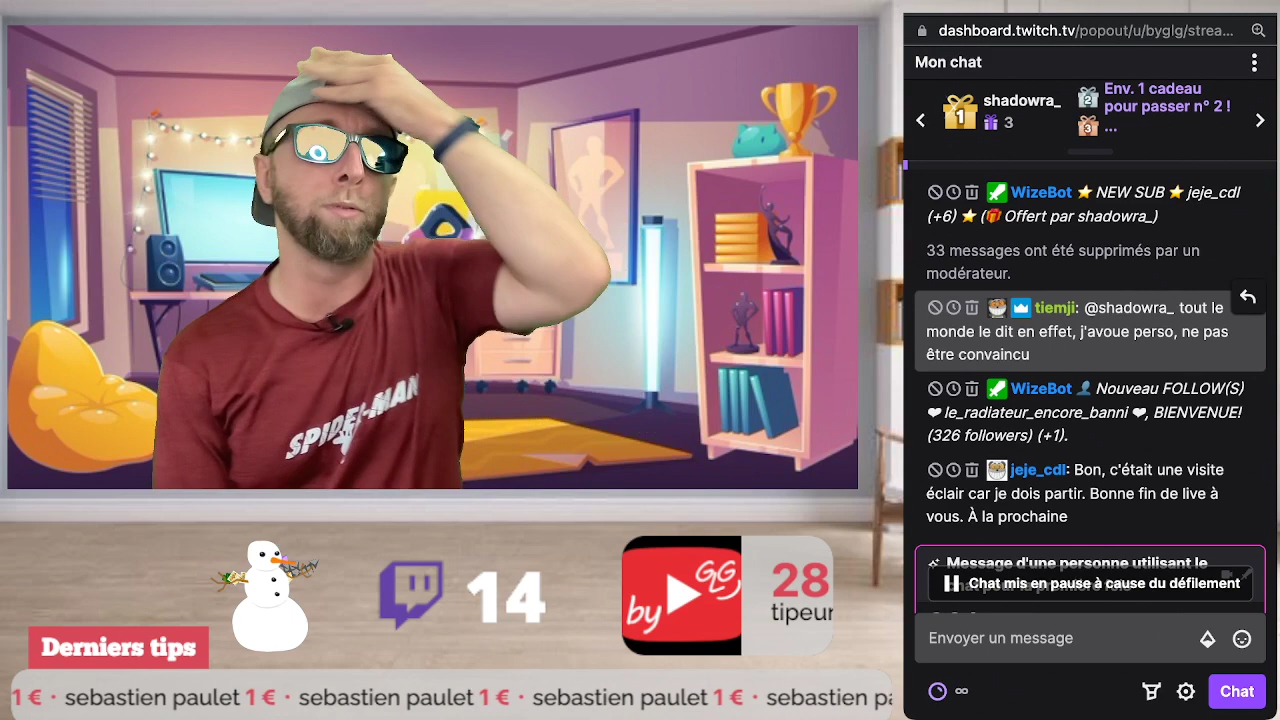 dashboard.twitch.tv/popout/u/byglg/strea...
Mon chat
1
shadowra_
3
2
Env. 1 cadeau
pour passer n° 2 !
3
...
WizeBot ⭐ NEW SUB ⭐ jeje_cdl
(+6) ⭐ (🎁 Offert par shadowra_)
33 messages ont été supprimés par un
modérateur.
tiemji: @shadowra_ tout le
monde le dit en effet, j'avoue perso, ne pas
être convaincu
WizeBot 👤 Nouveau FOLLOW(S)
❤ le_radiateur_encore_banni ❤, BIENVENUE!
(326 followers) (+1).
jeje_cdl: Bon, c'était une visite
éclair car je dois partir. Bonne fin de live à
vous. À la prochaine
Message d'une personne utilisant le
Chat mis en pause à cause du défilement
Envoyer un message
∞
Chat
SPIDER-MAN
14
by GLG
28
tipeur
Derniers tips
1 € · sebastien paulet 1 € · sebastien paulet 1 € · sebastien paulet 1 € · sebastien pa